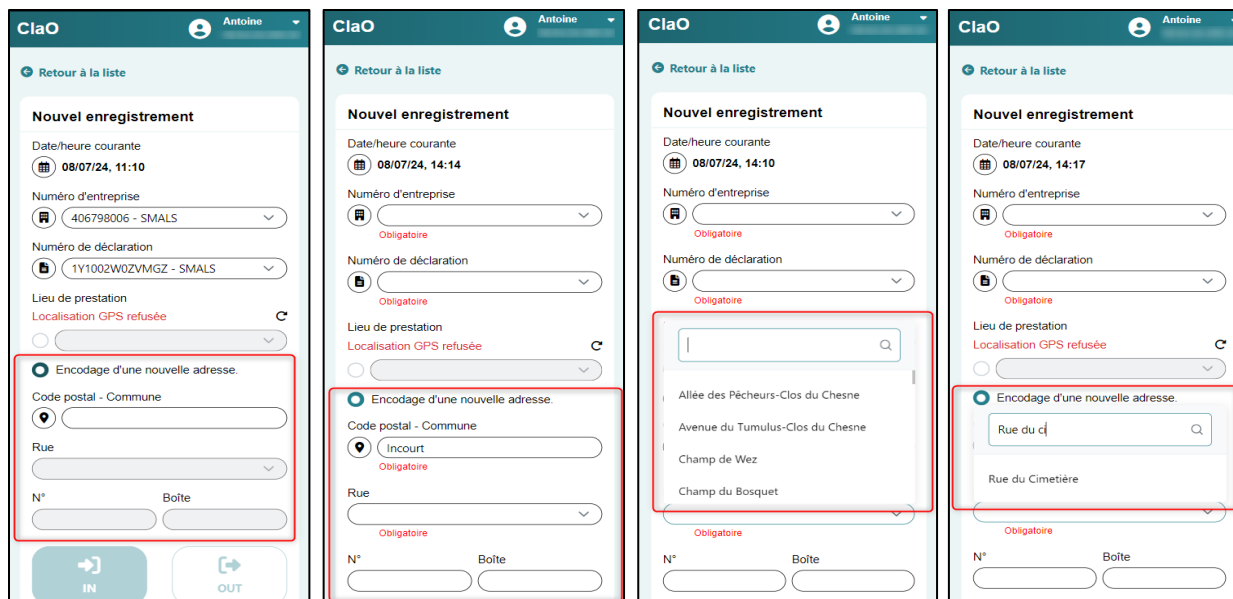 ClaO
Antoine
Retour à la liste
Nouvel enregistrement
Date/heure courante
08/07/24, 11:10
Numéro d'entreprise
406798006 - SMALS
Numéro de déclaration
1Y1002W0ZVMGZ - SMALS
Lieu de prestation
Localisation GPS refusée
Encodage d'une nouvelle adresse.
Code postal - Commune
Rue
N° Boîte
IN OUT
ClaO
Antoine
Retour à la liste
Nouvel enregistrement
Date/heure courante
08/07/24, 14:14
Numéro d'entreprise
Obligatoire
Numéro de déclaration
Obligatoire
Lieu de prestation
Localisation GPS refusée
Encodage d'une nouvelle adresse.
Code postal - Commune
Incourt
Obligatoire
Rue
Obligatoire
N° Boîte
ClaO
Antoine
Retour à la liste
Nouvel enregistrement
Date/heure courante
08/07/24, 14:10
Numéro d'entreprise
Obligatoire
Numéro de déclaration
Obligatoire
Allée des Pêcheurs-Clos du Chesne
Avenue du Tumulus-Clos du Chesne
Champ de Wez
Champ du Bosquet
Obligatoire
N° Boîte
ClaO
Antoine
Retour à la liste
Nouvel enregistrement
Date/heure courante
08/07/24, 14:17
Numéro d'entreprise
Obligatoire
Numéro de déclaration
Obligatoire
Lieu de prestation
Localisation GPS refusée
Encodage d'une nouvelle adresse.
Rue du ci
Rue du Cimetière
Obligatoire
N° Boîte